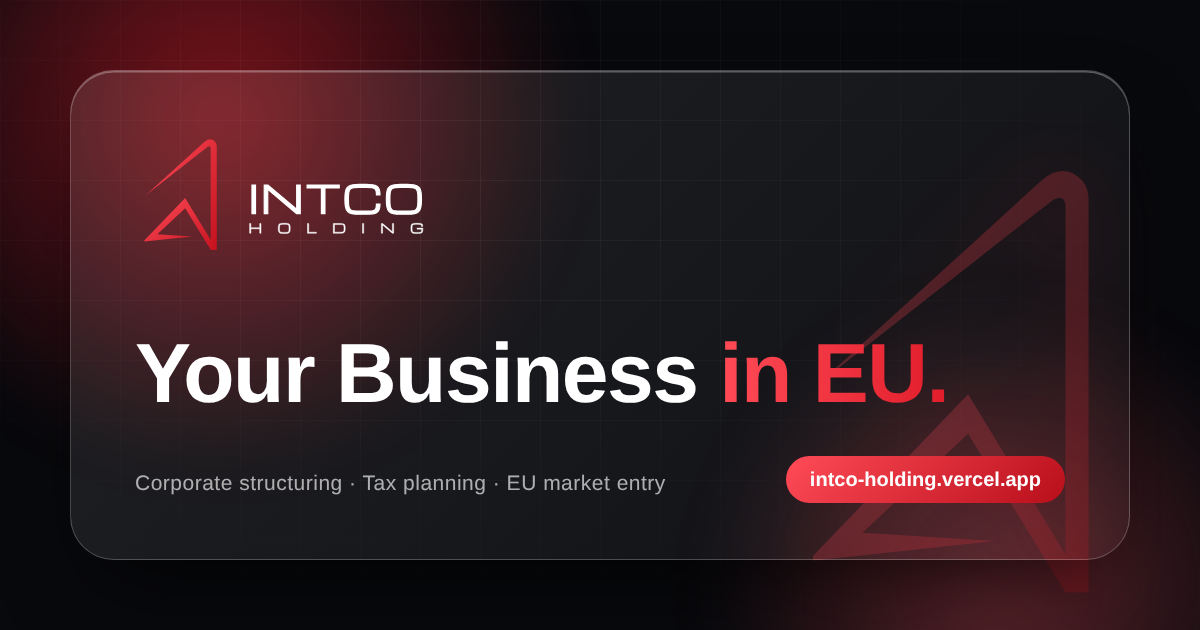 INTCO
HOLDING
Your Business in EU.
Corporate structuring · Tax planning · EU market entry
intco-holding.vercel.app